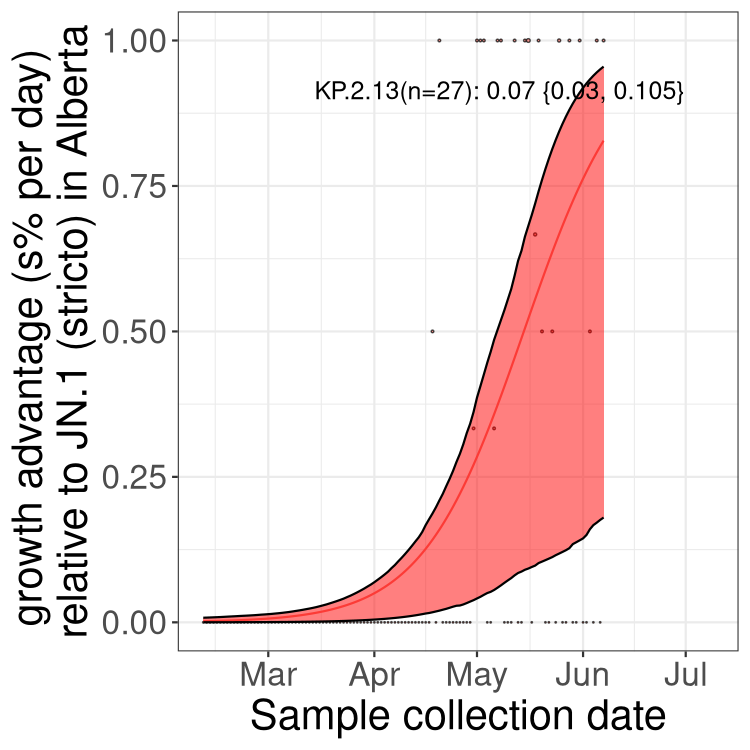 growth advantage (s% per day)
relative to JN.1 (stricto) in Alberta
1.00
0.75
0.50
0.25
0.00
KP.2.13(n=27): 0.07 {0.03, 0.105}
Mar Apr May Jun Jul
Sample collection date